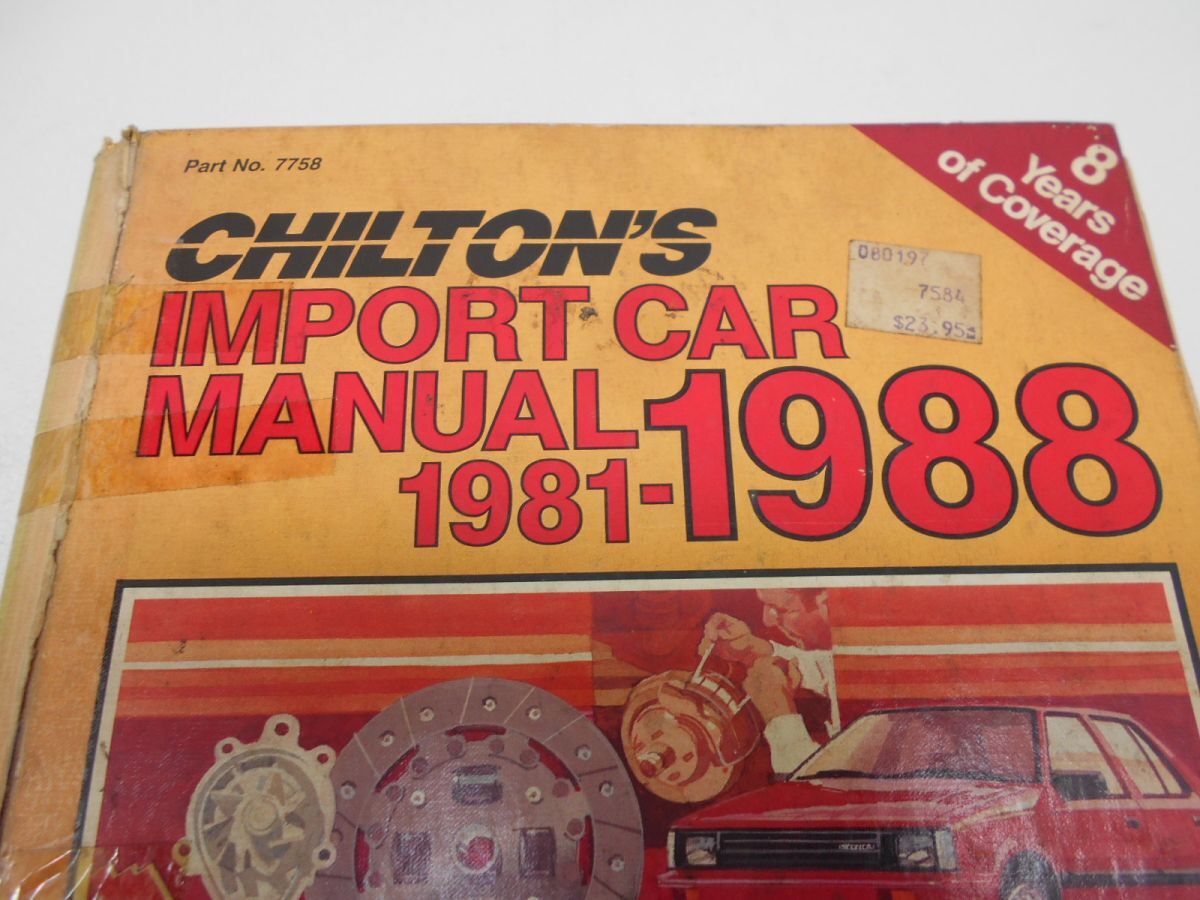 Part No. 7758
8
Years
of Coverage
CHILTON'S
080197
7584
$23.95
IMPORT CAR
MANUAL
1981-1988